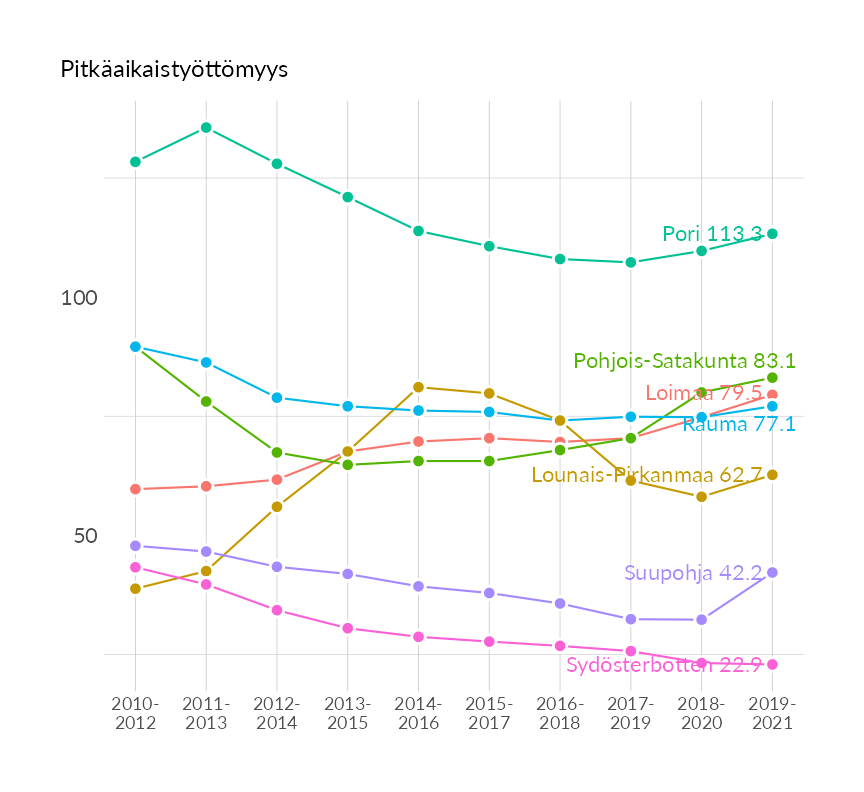 Pitkäaikaistyöttömyys
Pori 113.3
100
Pohjois-Satakunta 83.1
Loimaa 79.5
Rauma 77.1
Lounais-Pirkanmaa 62.7
50
Suupohja 42.2
Sydösterbotten 22.9
2010-
2012
2011-
2013
2012-
2014
2013-
2015
2014-
2016
2015-
2017
2016-
2018
2017-
2019
2018-
2020
2019-
2021